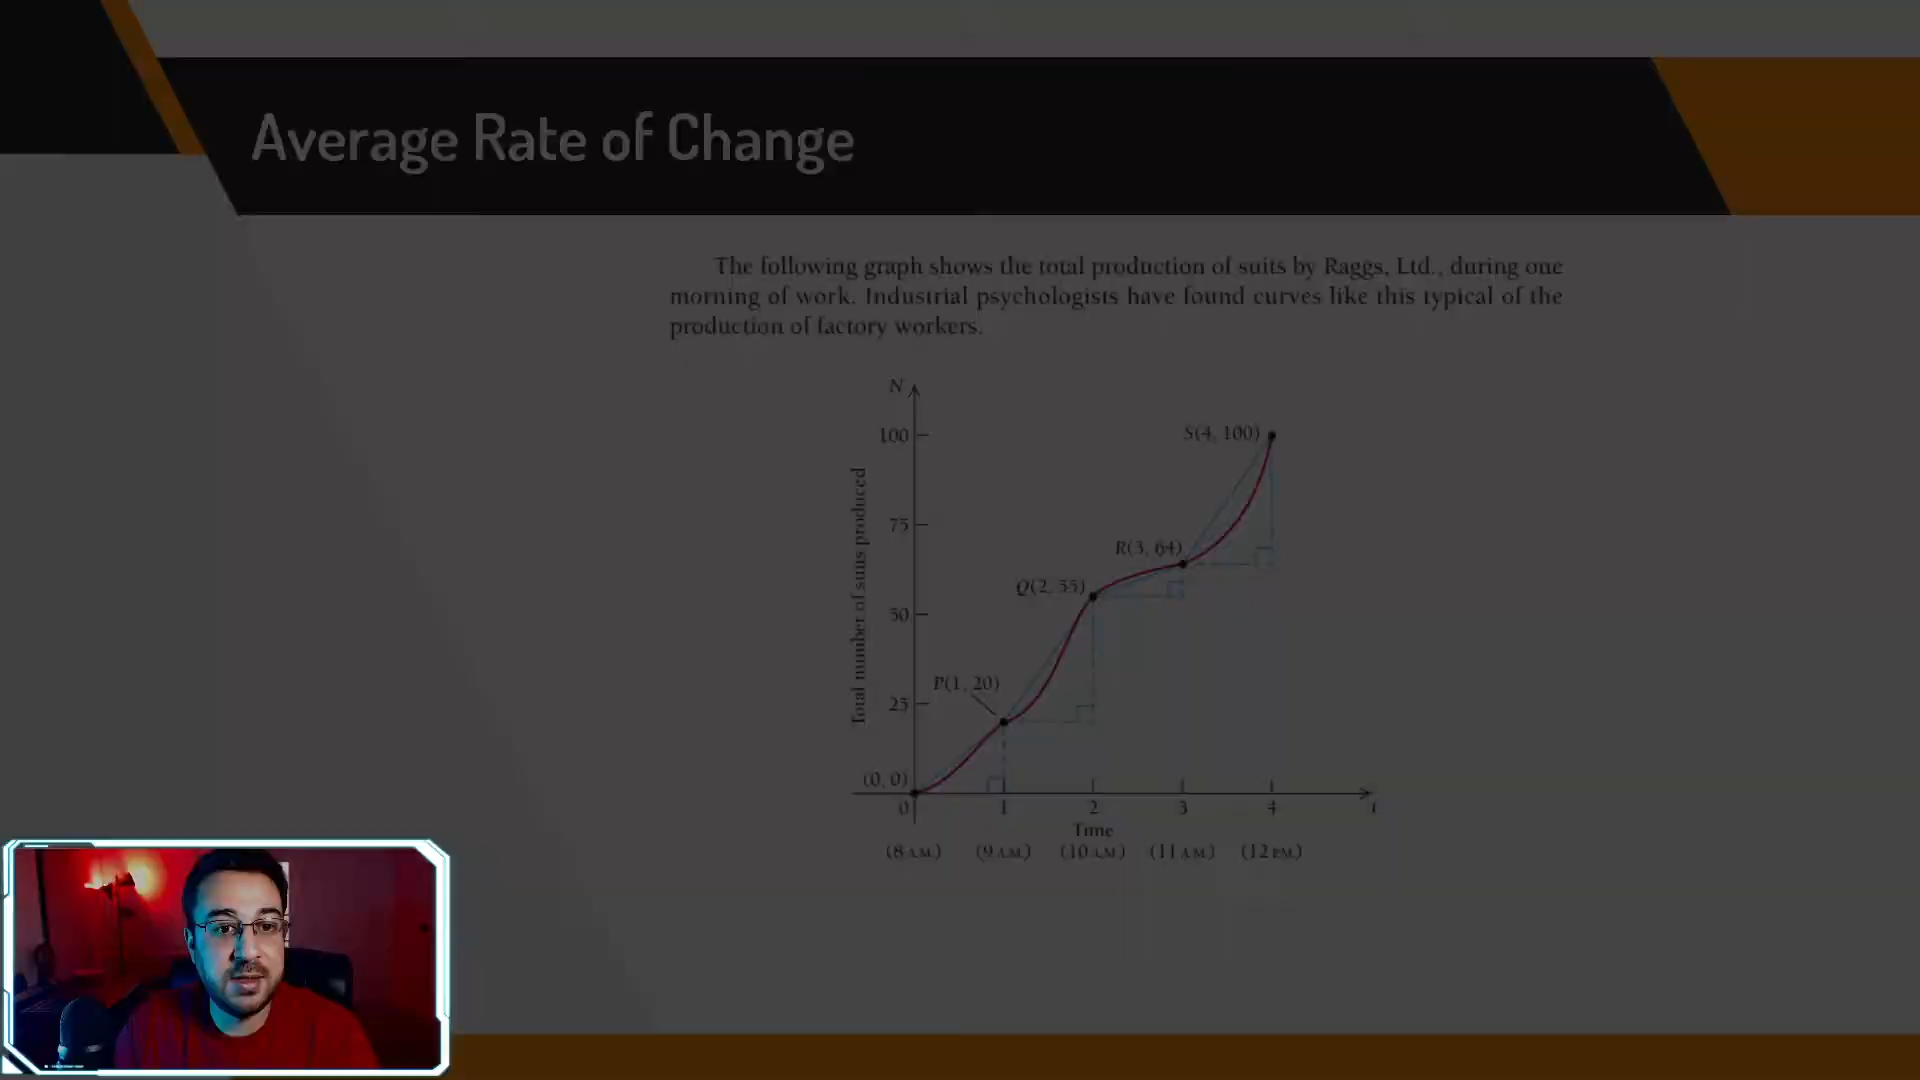 Average Rate of Change
The following graph shows the total production of suits by Raggs, Ltd., during one
morning of work. Industrial psychologists have found curves like this typical of the
production of factory workers.
N
100
S(4, 100)
75
R(3, 64)
Q(2, 55)
50
P(1, 20)
25
Total number of suits produced
(0, 0)
0 1 2 3 4 t
Time
(8 A.M.) (9 A.M.) (10 A.M.) (11 A.M.) (12 P.M.)